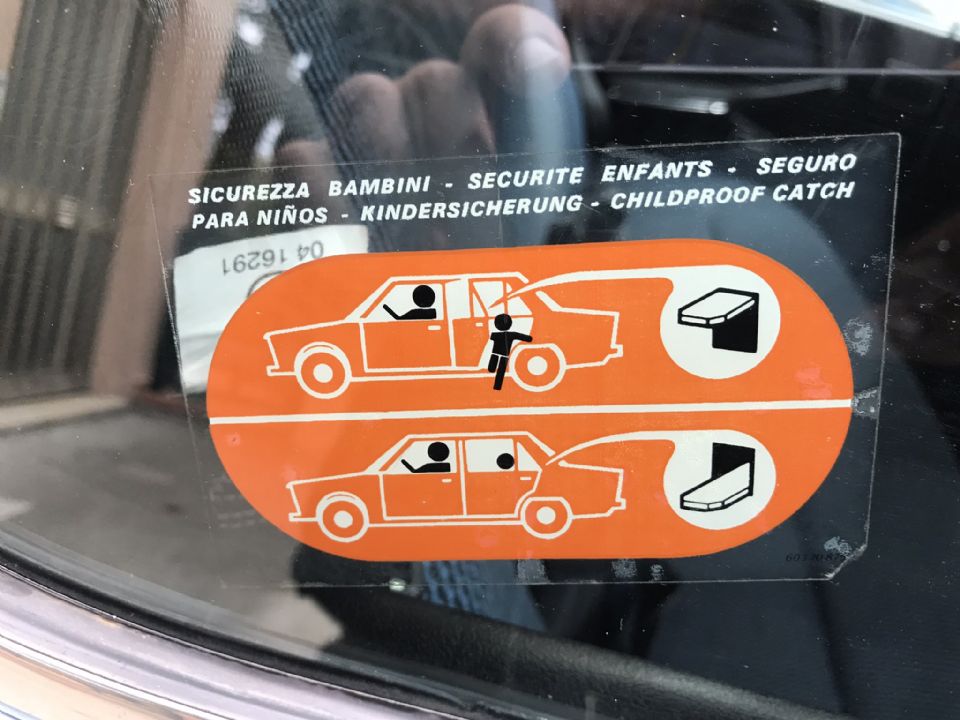 SICUREZZA BAMBINI - SECURITE ENFANTS - SEGURO
PARA NIÑOS - KINDERSICHERUNG - CHILDPROOF CATCH
04 16291